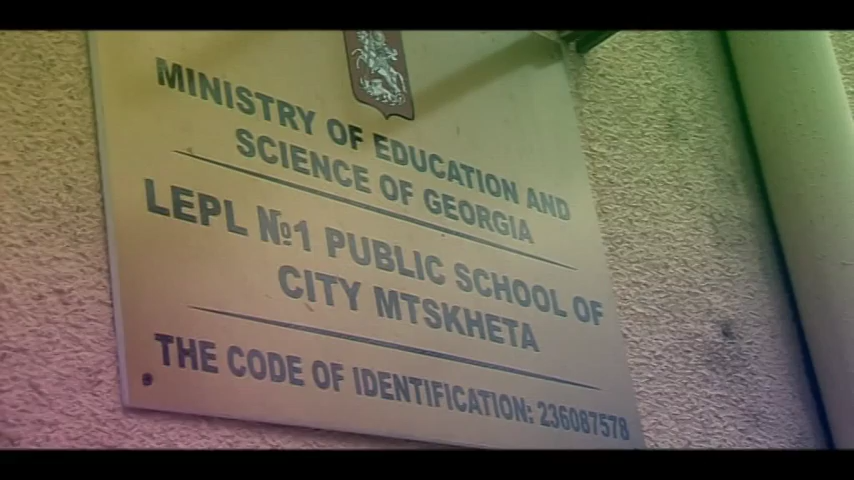 MINISTRY OF EDUCATION AND
SCIENCE OF GEORGIA
LEPL №1 PUBLIC SCHOOL OF
CITY MTSKHETA
THE CODE OF IDENTIFICATION: 236087578